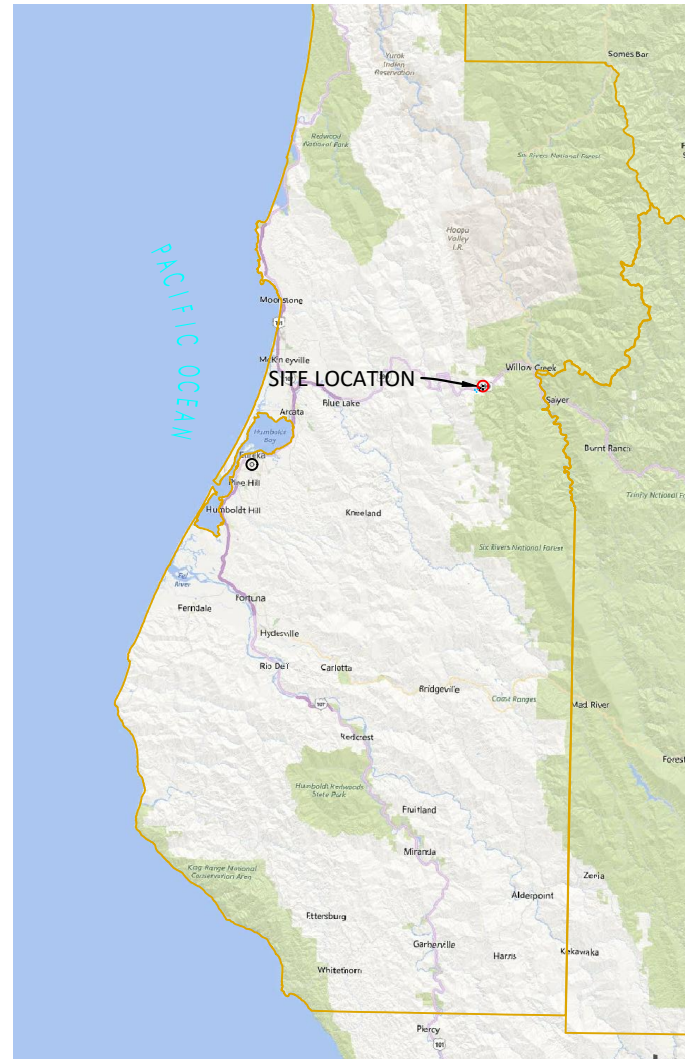 Somes Bar
Yurok
Indian
Reservation
Redwood
National Park
Six Rivers National Forest
Hoopa
Valley
I.R.
PACIFIC OCEAN
Moonstone
101
McKinleyville
Willow Creek
SITE LOCATION
Blue Lake
Salyer
Arcata
Humboldt
Bay
Burnt Ranch
Eureka
Pine Hill
Trinity National F
Humboldt Hill
Kneeland
Six Rivers National Forest
Eel
River
Fortuna
Ferndale
Hydesville
Rio Dell
Carlotta
Bridgeville
Coast Ranges
101
Mad River
Redcrest
Forest
Humboldt Redwoods
State Park
Fruitland
Miranda
King Range National
Conservation Area
Zenia
Alderpoint
Ettersburg
Garberville
Harris
Kekawaka
Whitethorn
Piercy
101